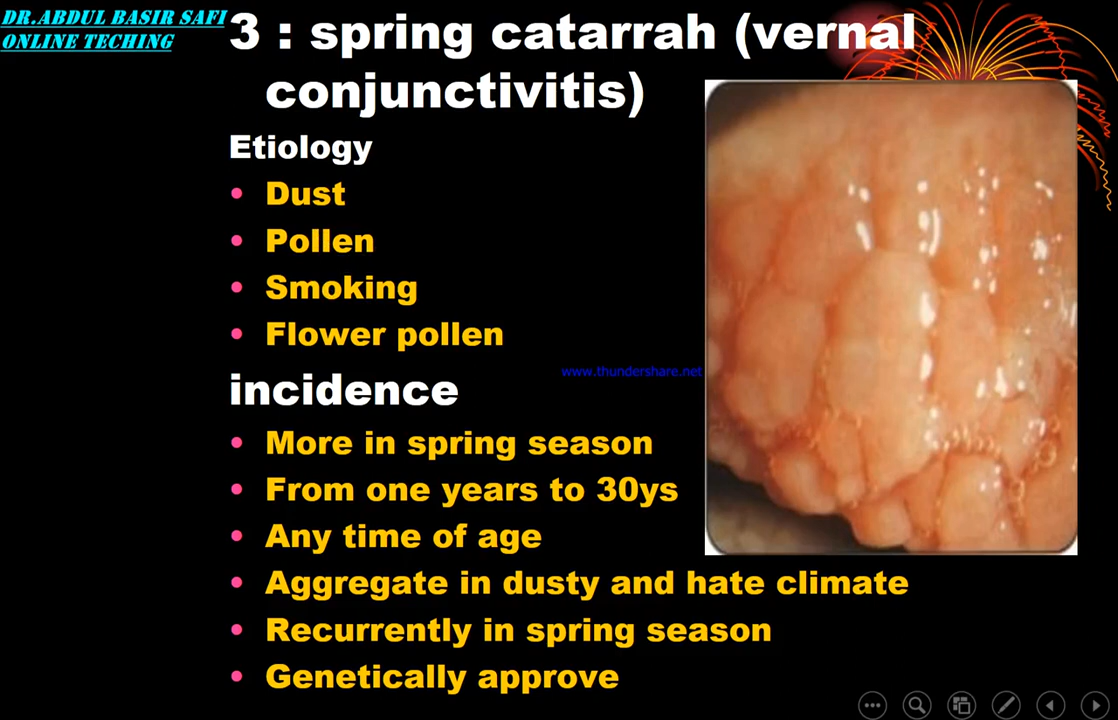 DR.ABDUL BASIR SAFI
ONLINE TECHING
3 : spring catarrah (vernal
conjunctivitis)
Etiology
• Dust
• Pollen
• Smoking
• Flower pollen
www.thundershare.net
incidence
• More in spring season
• From one years to 30ys
• Any time of age
• Aggregate in dusty and hate climate
• Recurrently in spring season
• Genetically approve